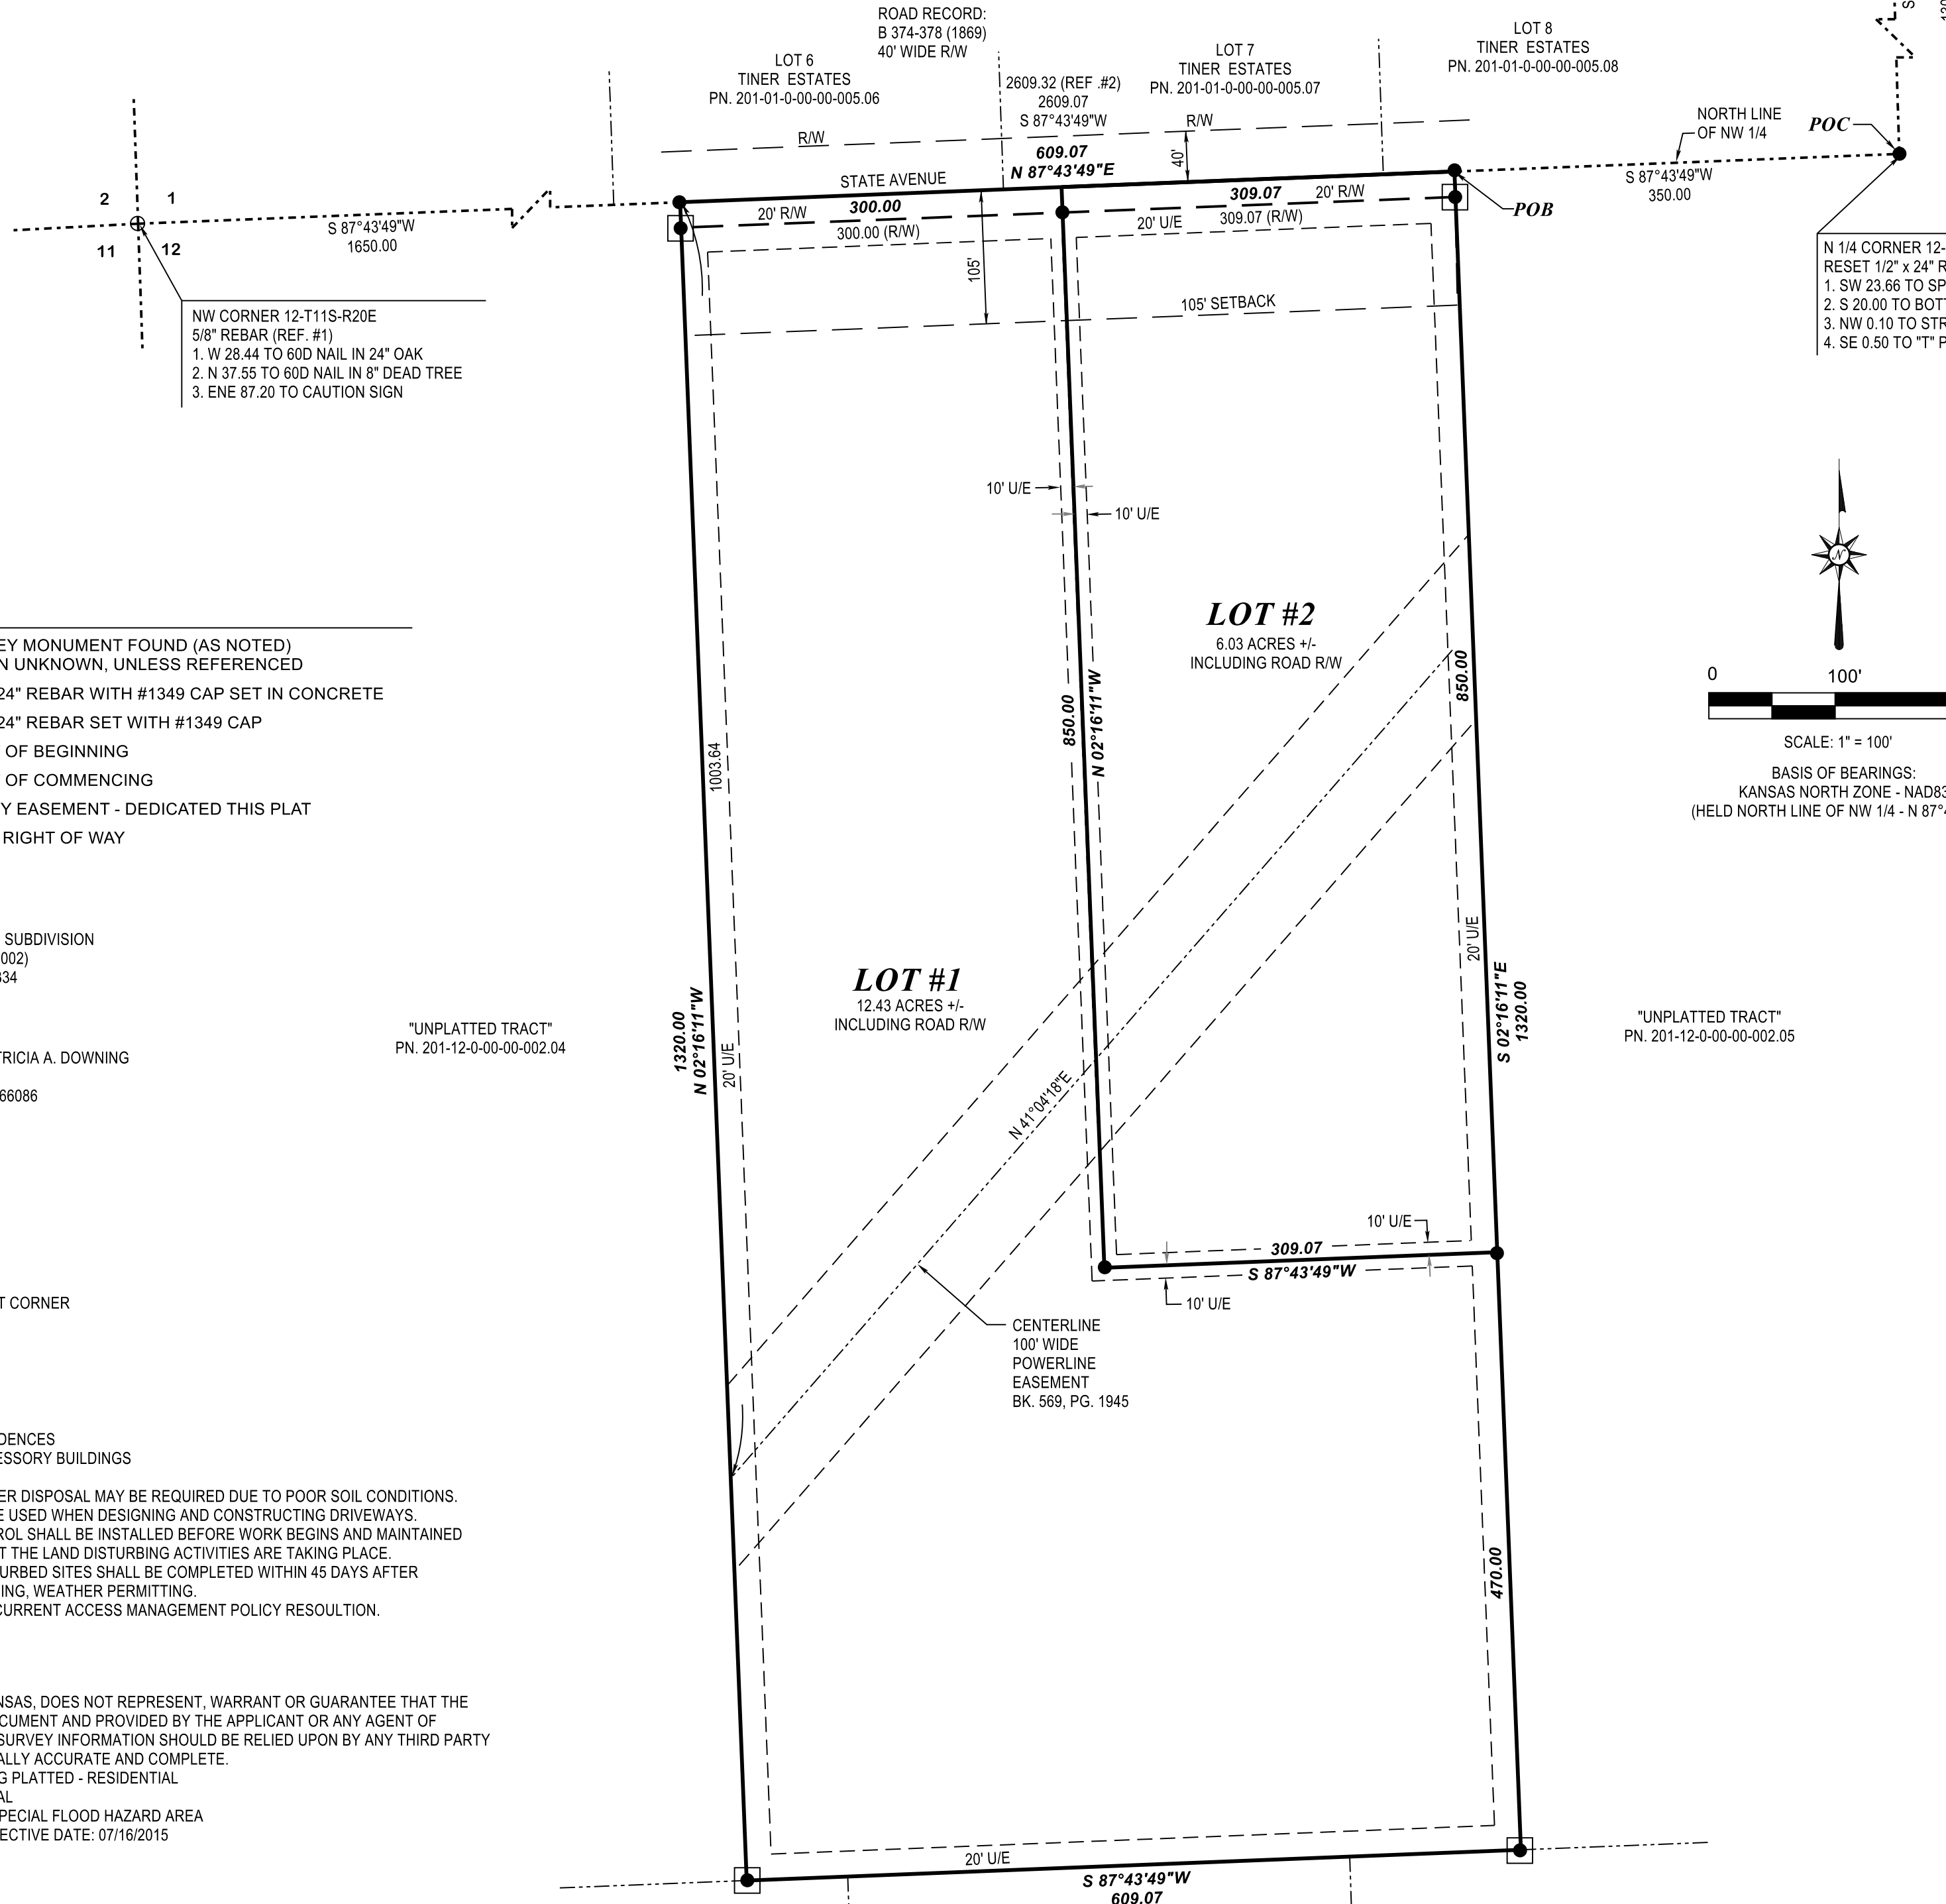 ROAD RECORD:
B 374-378 (1869)
40' WIDE R/W
LOT 6
TINER ESTATES
PN. 201-01-0-00-00-005.06
2609.32 (REF .#2)
2609.07
S 87°43'49"W
LOT 7
TINER ESTATES
PN. 201-01-0-00-00-005.07
LOT 8
TINER ESTATES
PN. 201-01-0-00-00-005.08
NORTH LINE
OF NW 1/4
POC
S 87°43'49"W
350.00
R/W
R/W
40'
609.07
N 87°43'49"E
STATE AVENUE
20' R/W
300.00
300.00 (R/W)
309.07
20' R/W
20' U/E
309.07 (R/W)
POB
2
1
11
12
S 87°43'49"W
1650.00
NW CORNER 12-T11S-R20E
5/8" REBAR (REF. #1)
1. W 28.44 TO 60D NAIL IN 24" OAK
2. N 37.55 TO 60D NAIL IN 8" DEAD TREE
3. ENE 87.20 TO CAUTION SIGN
N 1/4 CORNER 12-
RESET 1/2" x 24" R
1. SW 23.66 TO SP
2. S 20.00 TO BOTT
3. NW 0.10 TO STR
4. SE 0.50 TO "T" P
105'
105' SETBACK
10' U/E
10' U/E
LOT #2
6.03 ACRES +/-
INCLUDING ROAD R/W
850.00
N 02°16'11"W
850.00
1003.64
N
0
100'
SCALE: 1" = 100'
BASIS OF BEARINGS:
KANSAS NORTH ZONE - NAD83
(HELD NORTH LINE OF NW 1/4 - N 87°4
EY MONUMENT FOUND (AS NOTED)
N UNKNOWN, UNLESS REFERENCED
24" REBAR WITH #1349 CAP SET IN CONCRETE
24" REBAR SET WITH #1349 CAP
OF BEGINNING
OF COMMENCING
Y EASEMENT - DEDICATED THIS PLAT
RIGHT OF WAY
SUBDIVISION
002)
334
TRICIA A. DOWNING
66086
T CORNER
"UNPLATTED TRACT"
PN. 201-12-0-00-00-002.04
1320.00
N 02°16'11"W
20' U/E
LOT #1
12.43 ACRES +/-
INCLUDING ROAD R/W
N 41°04'18"E
20' U/E
S 02°16'11"E
1320.00
"UNPLATTED TRACT"
PN. 201-12-0-00-00-002.05
10' U/E
309.07
S 87°43'49"W
10' U/E
CENTERLINE
100' WIDE
POWERLINE
EASEMENT
BK. 569, PG. 1945
470.00
DENCES
ESSORY BUILDINGS
ER DISPOSAL MAY BE REQUIRED DUE TO POOR SOIL CONDITIONS.
E USED WHEN DESIGNING AND CONSTRUCTING DRIVEWAYS.
ROL SHALL BE INSTALLED BEFORE WORK BEGINS AND MAINTAINED
T THE LAND DISTURBING ACTIVITIES ARE TAKING PLACE.
URBED SITES SHALL BE COMPLETED WITHIN 45 DAYS AFTER
ING, WEATHER PERMITTING.
CURRENT ACCESS MANAGEMENT POLICY RESOULTION.
NSAS, DOES NOT REPRESENT, WARRANT OR GUARANTEE THAT THE
CUMENT AND PROVIDED BY THE APPLICANT OR ANY AGENT OF
SURVEY INFORMATION SHOULD BE RELIED UPON BY ANY THIRD PARTY
ALLY ACCURATE AND COMPLETE.
G PLATTED - RESIDENTIAL
AL
PECIAL FLOOD HAZARD AREA
ECTIVE DATE: 07/16/2015
20' U/E
S 87°43'49"W
609.07